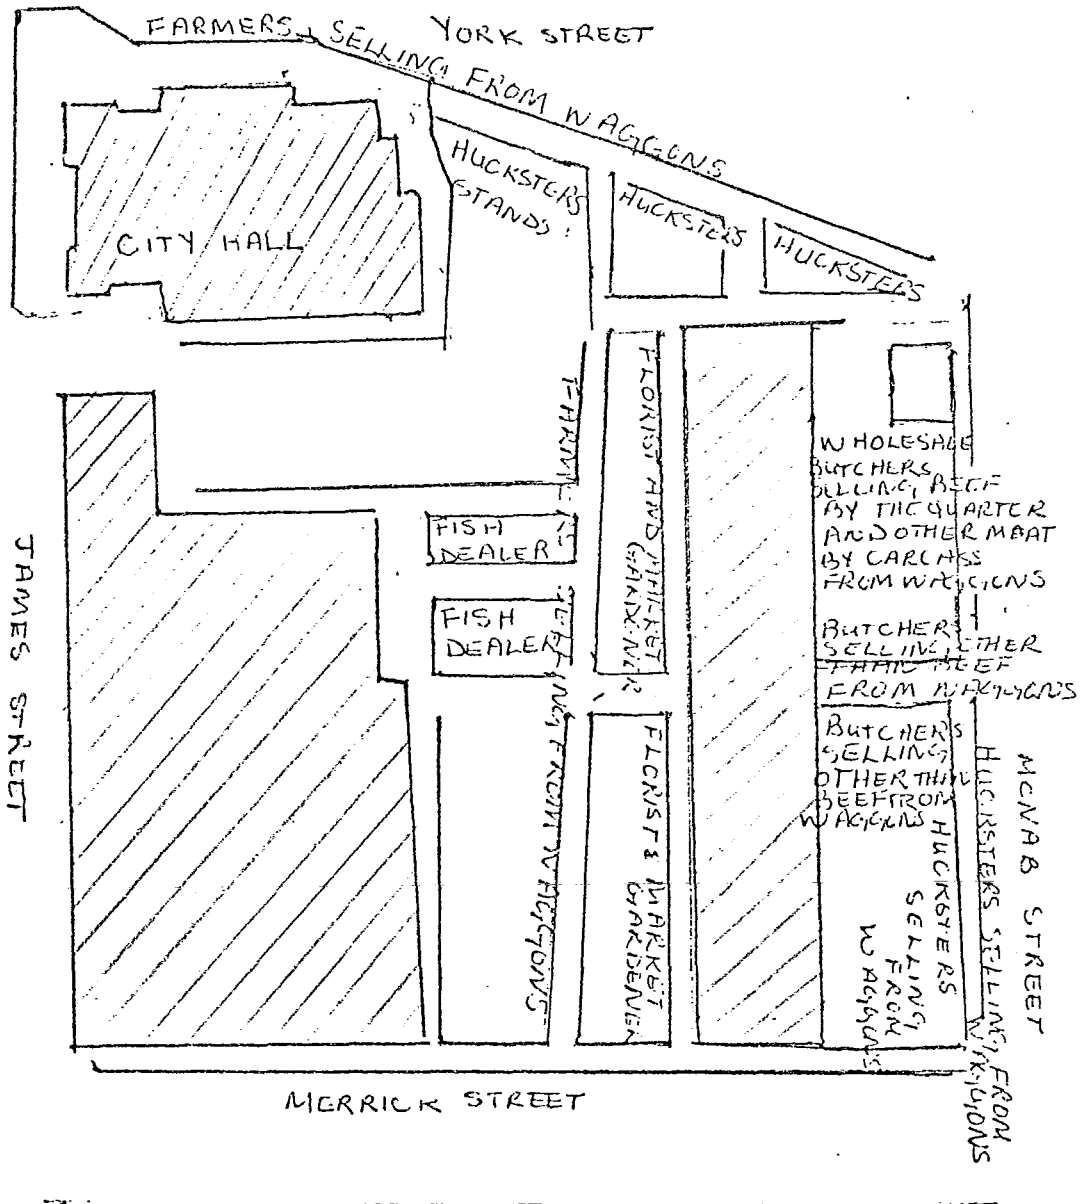 YORK STREET
FARMERS SELLING FROM WAGGONS
HUCKSTERS
STANDS
HUCKSTERS
HUCKSTERS
CITY HALL
FARMERS SELLING FROM WAGGONS
FLORIST AND MARKET
GARDENER
FISH
DEALER
FISH
DEALER
WHOLESALE
BUTCHERS
SELLING BEEF
BY THE QUARTER
AND OTHER MEAT
BY CARCASS
FROM WAGGONS
BUTCHERS
SELLING OTHER
THAN BEEF
FROM WAGGONS
BUTCHERS
SELLING
OTHER THAN
BEEF FROM
WAGGONS
HUCKSTERS
SELLING
FROM
WAGGONS
HUCKSTERS SELLING FROM
WAGGONS
FLORIST & MARKET
GARDENER
JAMES STREET
MCNAB STREET
MERRICK STREET